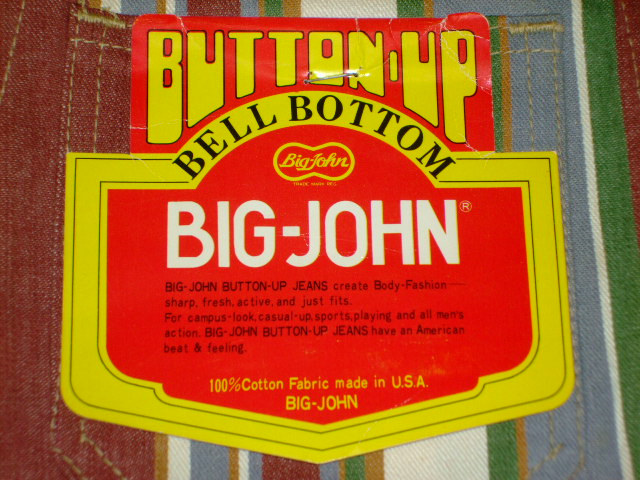 BUTTON-UP
BELL BOTTOM
Big John
TRADE MARK REG.
BIG-JOHN®
BIG-JOHN BUTTON-UP JEANS create Body-Fashion—
sharp, fresh, active, and just fits.
For campus-look, casual-up, sports, playing and all men's
action. BIG-JOHN BUTTON-UP JEANS have an American
beat & feeling.
100% Cotton Fabric made in U.S.A.
BIG-JOHN